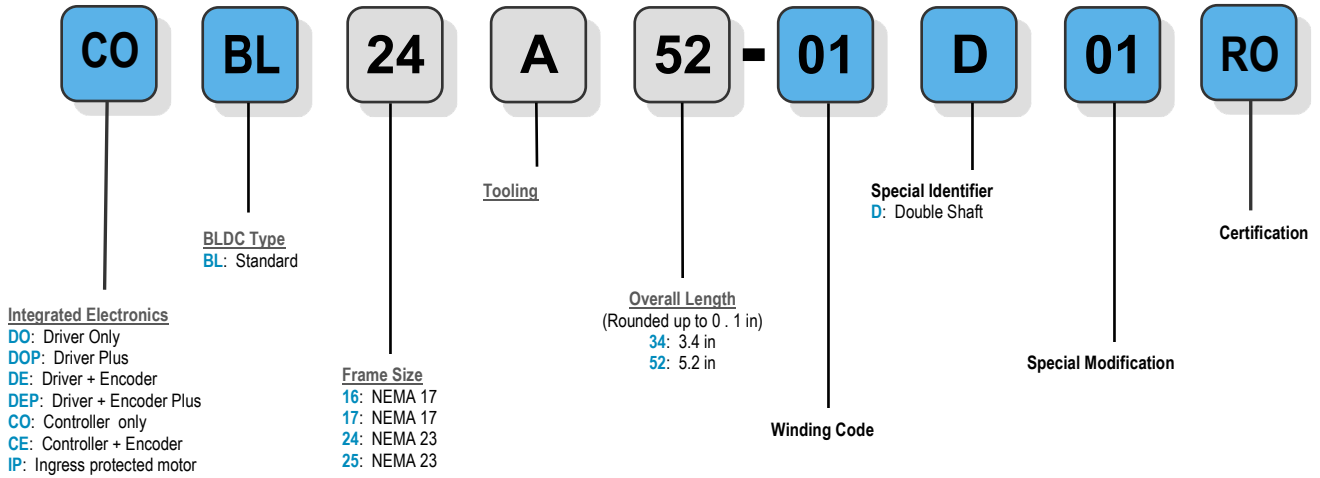 CO BL 24 A 52 - 01 D 01 RO
Tooling
Special Identifier
D: Double Shaft
Certification
BLDC Type
BL: Standard
Overall Length
(Rounded up to 0 . 1 in)
34: 3.4 in
52: 5.2 in
Integrated Electronics
DO: Driver Only
DOP: Driver Plus
DE: Driver + Encoder
DEP: Driver + Encoder Plus
CO: Controller only
CE: Controller + Encoder
IP: Ingress protected motor
Frame Size
16: NEMA 17
17: NEMA 17
24: NEMA 23
25: NEMA 23
Special Modification
Winding Code